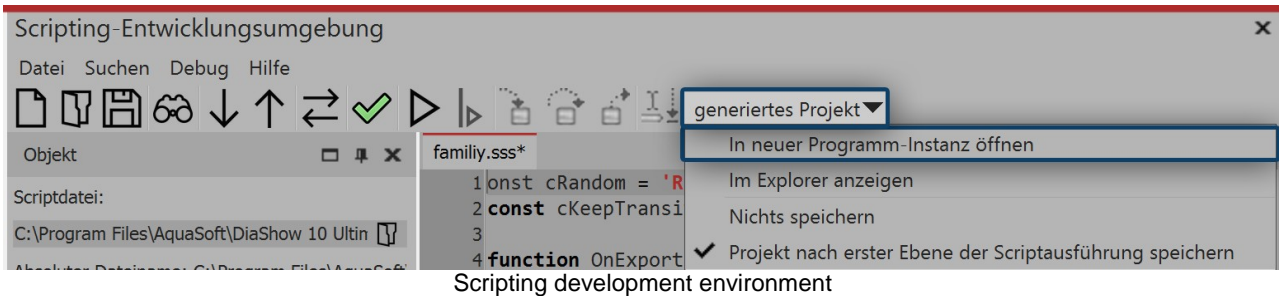 Scripting-Entwicklungsumgebung
Datei Suchen Debug Hilfe
generiertes Projekt
In neuer Programm-Instanz öffnen
Im Explorer anzeigen
Nichts speichern
Projekt nach erster Ebene der Scriptausführung speichern
Objekt
Scriptdatei:
C:\Program Files\AquaSoft\DiaShow 10 Ultin
familiy.sss*
1 onst cRandom = 'R
2 const cKeepTransi
3
4 function OnExport
Scripting development environment